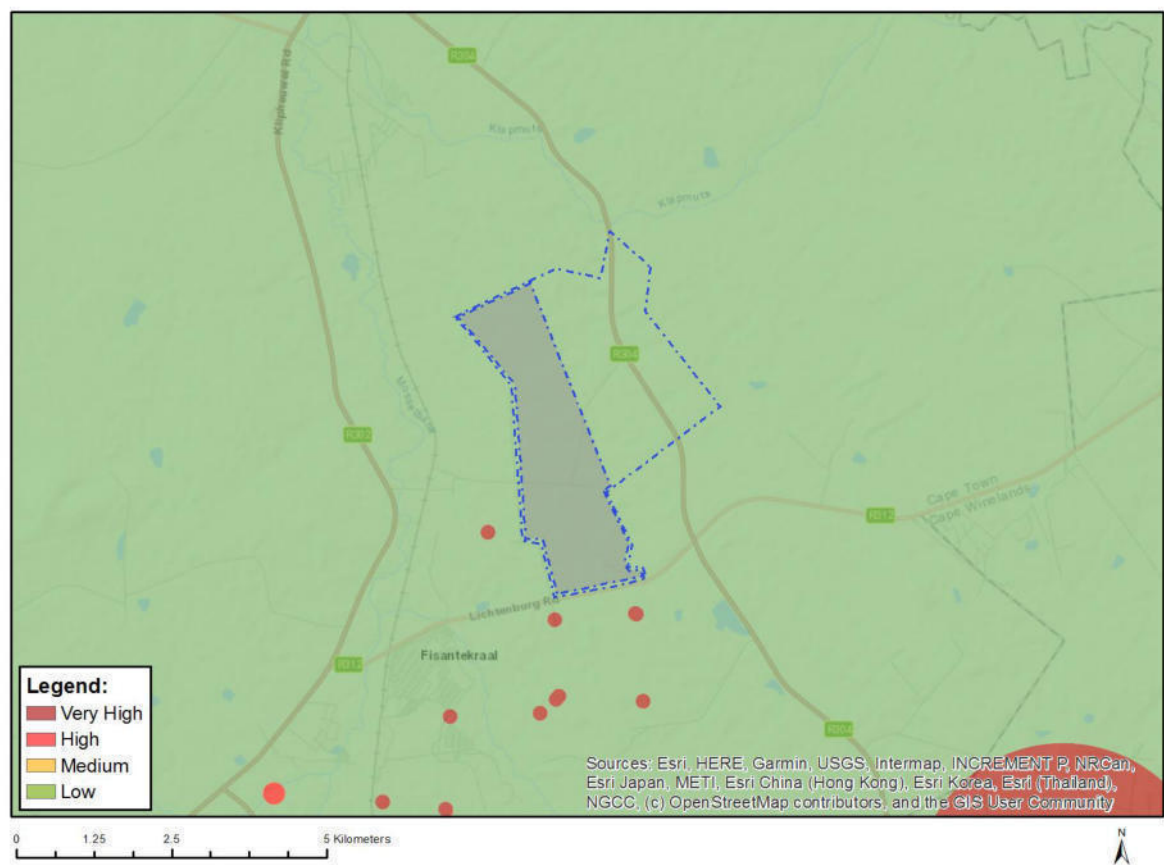 R304
Klipheuwel Rd
Klapmuts
Klapmuts
R304
R302
Cape Town
Cape Winelands
R312
Lichtenburg Rd
Fisantekraal
R312
R304
Legend:
Very High
High
Medium
Low
Sources: Esri, HERE, Garmin, USGS, Intermap, INCREMENT P, NRCan,
Esri Japan, METI, Esri China (Hong Kong), Esri Korea, Esri (Thailand),
NGCC, (c) OpenStreetMap contributors, and the GIS User Community
0 1.25 2.5 5 Kilometers
N